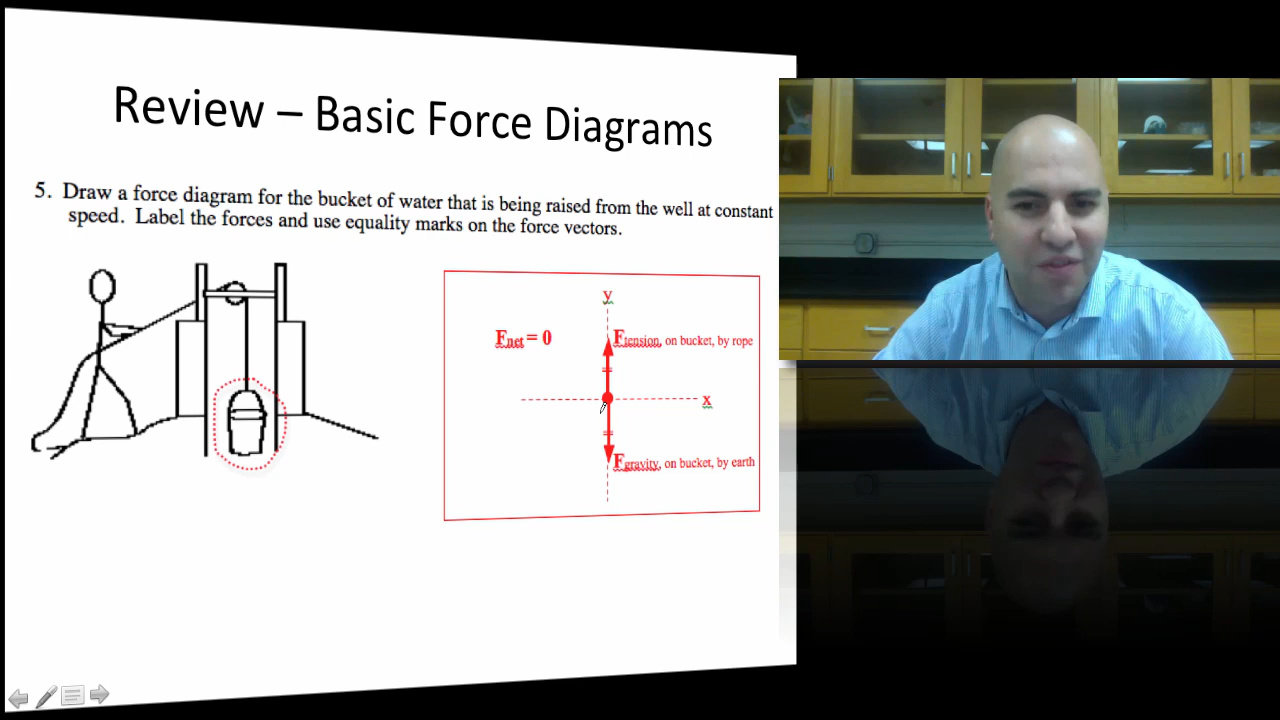 Review – Basic Force Diagrams
5. Draw a force diagram for the bucket of water that is being raised from the well at constant
speed. Label the forces and use equality marks on the force vectors.
y
Fnet = 0
Ftension, on bucket, by rope
x
Fgravity, on bucket, by earth